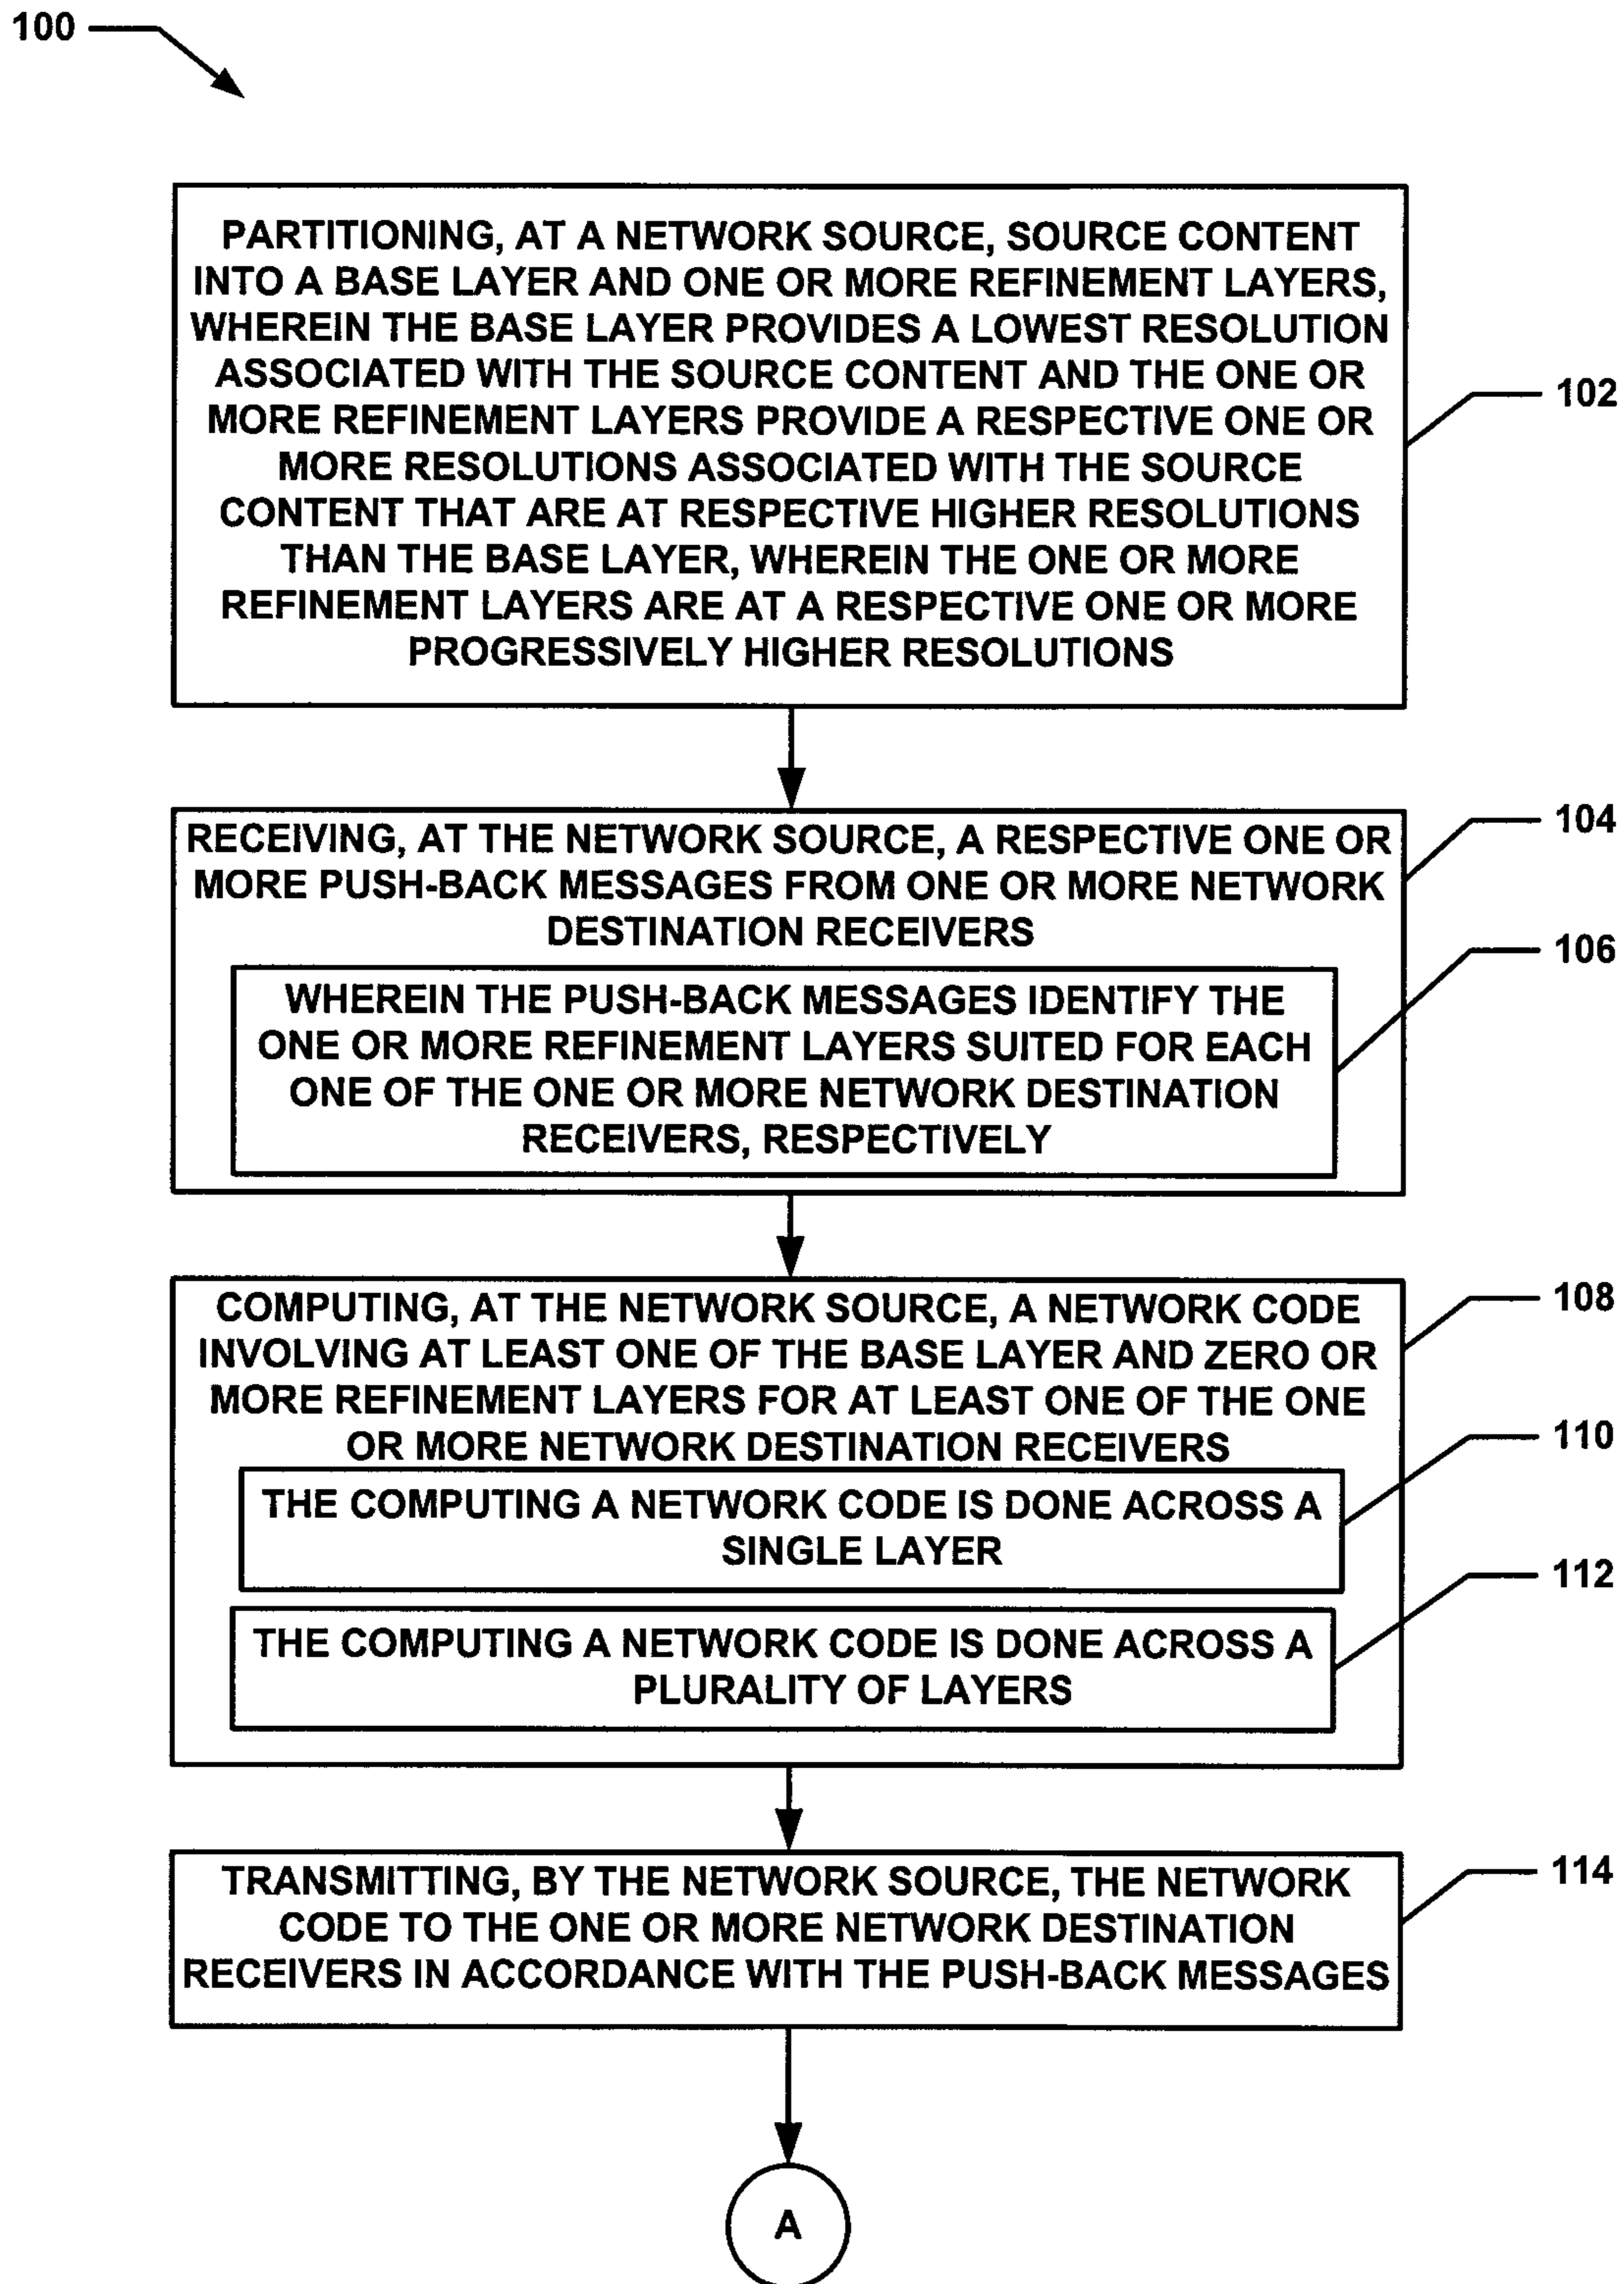 100
PARTITIONING, AT A NETWORK SOURCE, SOURCE CONTENT
INTO A BASE LAYER AND ONE OR MORE REFINEMENT LAYERS,
WHEREIN THE BASE LAYER PROVIDES A LOWEST RESOLUTION
ASSOCIATED WITH THE SOURCE CONTENT AND THE ONE OR
MORE REFINEMENT LAYERS PROVIDE A RESPECTIVE ONE OR
MORE RESOLUTIONS ASSOCIATED WITH THE SOURCE
CONTENT THAT ARE AT RESPECTIVE HIGHER RESOLUTIONS
THAN THE BASE LAYER, WHEREIN THE ONE OR MORE
REFINEMENT LAYERS ARE AT A RESPECTIVE ONE OR MORE
PROGRESSIVELY HIGHER RESOLUTIONS
102
RECEIVING, AT THE NETWORK SOURCE, A RESPECTIVE ONE OR
MORE PUSH-BACK MESSAGES FROM ONE OR MORE NETWORK
DESTINATION RECEIVERS
104
WHEREIN THE PUSH-BACK MESSAGES IDENTIFY THE
ONE OR MORE REFINEMENT LAYERS SUITED FOR EACH
ONE OF THE ONE OR MORE NETWORK DESTINATION
RECEIVERS, RESPECTIVELY
106
COMPUTING, AT THE NETWORK SOURCE, A NETWORK CODE
INVOLVING AT LEAST ONE OF THE BASE LAYER AND ZERO OR
MORE REFINEMENT LAYERS FOR AT LEAST ONE OF THE ONE
OR MORE NETWORK DESTINATION RECEIVERS
108
THE COMPUTING A NETWORK CODE IS DONE ACROSS A
SINGLE LAYER
110
THE COMPUTING A NETWORK CODE IS DONE ACROSS A
PLURALITY OF LAYERS
112
TRANSMITTING, BY THE NETWORK SOURCE, THE NETWORK
CODE TO THE ONE OR MORE NETWORK DESTINATION
RECEIVERS IN ACCORDANCE WITH THE PUSH-BACK MESSAGES
114
A